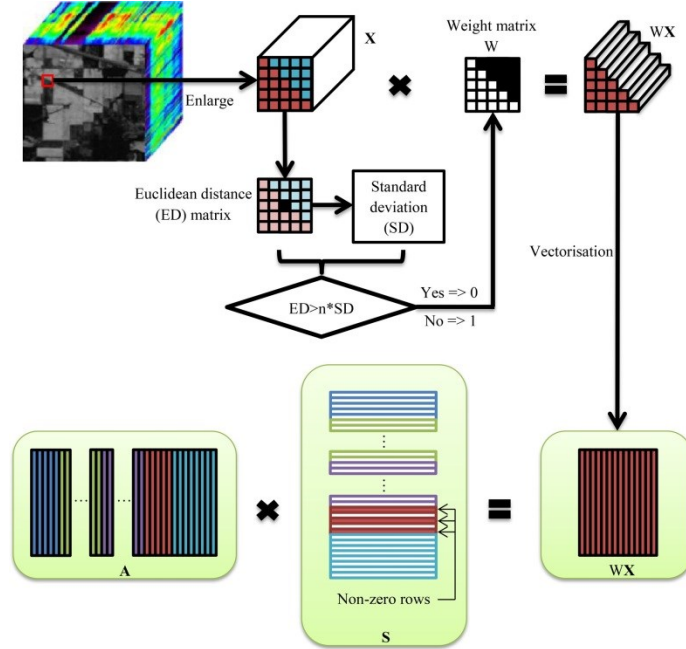 X
Weight matrix
W
WX
Enlarge
Euclidean distance
(ED) matrix
Standard
deviation
(SD)
Vectorisation
ED>n*SD
Yes => 0
No => 1
...
...
...
...
A
Non-zero rows
S
WX